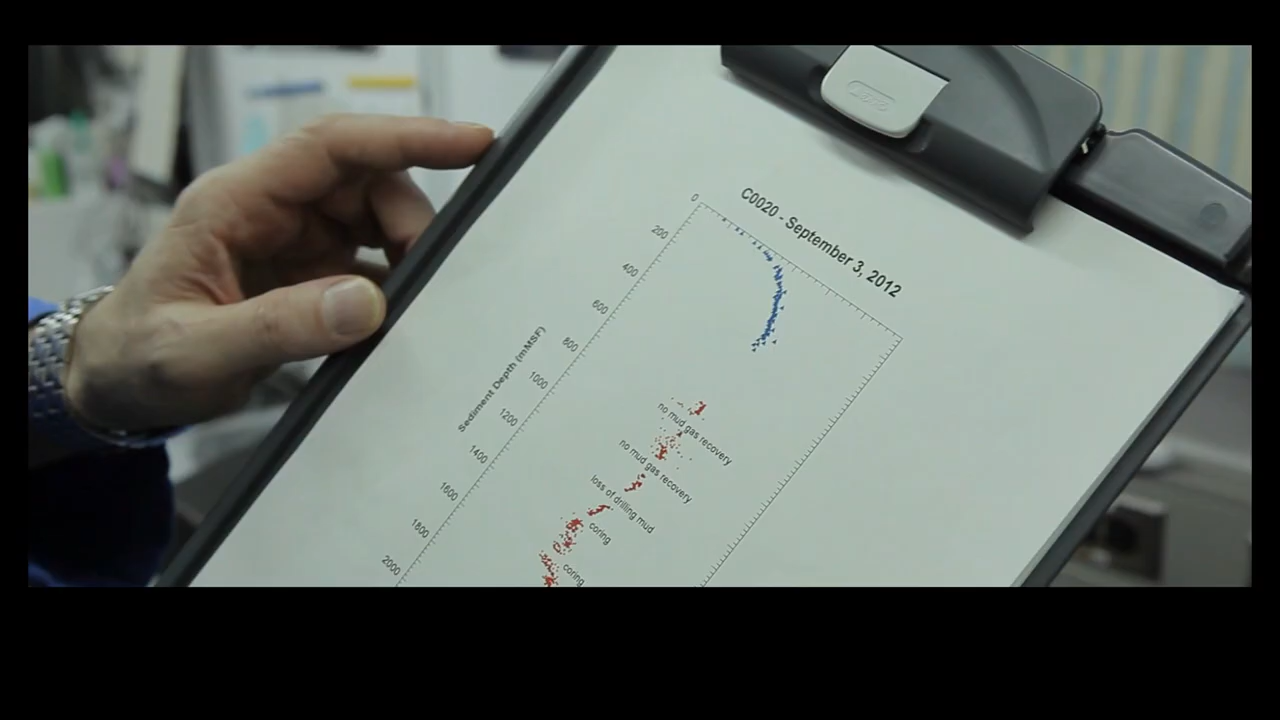 C0020 - September 3, 2012
0
200
400
600
800
1000
1200
1400
1600
1800
2000
Sediment Depth (mMSF)
no mud gas recovery
no mud gas recovery
loss of drilling mud
coring
coring